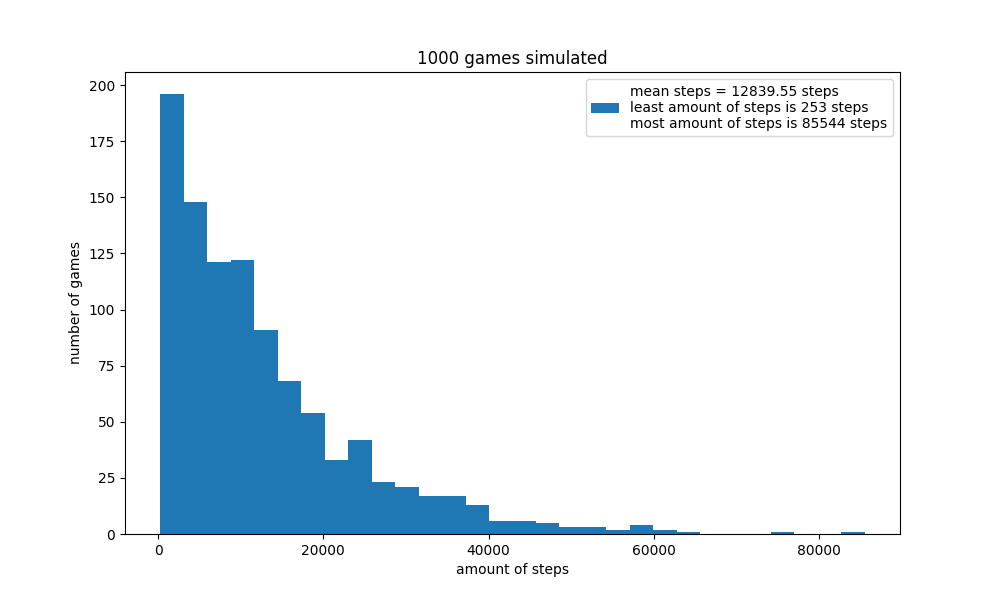 1000 games simulated
mean steps = 12839.55 steps
least amount of steps is 253 steps
most amount of steps is 85544 steps
number of games
200
175
150
125
100
75
50
25
0
0 20000 40000 60000 80000
amount of steps